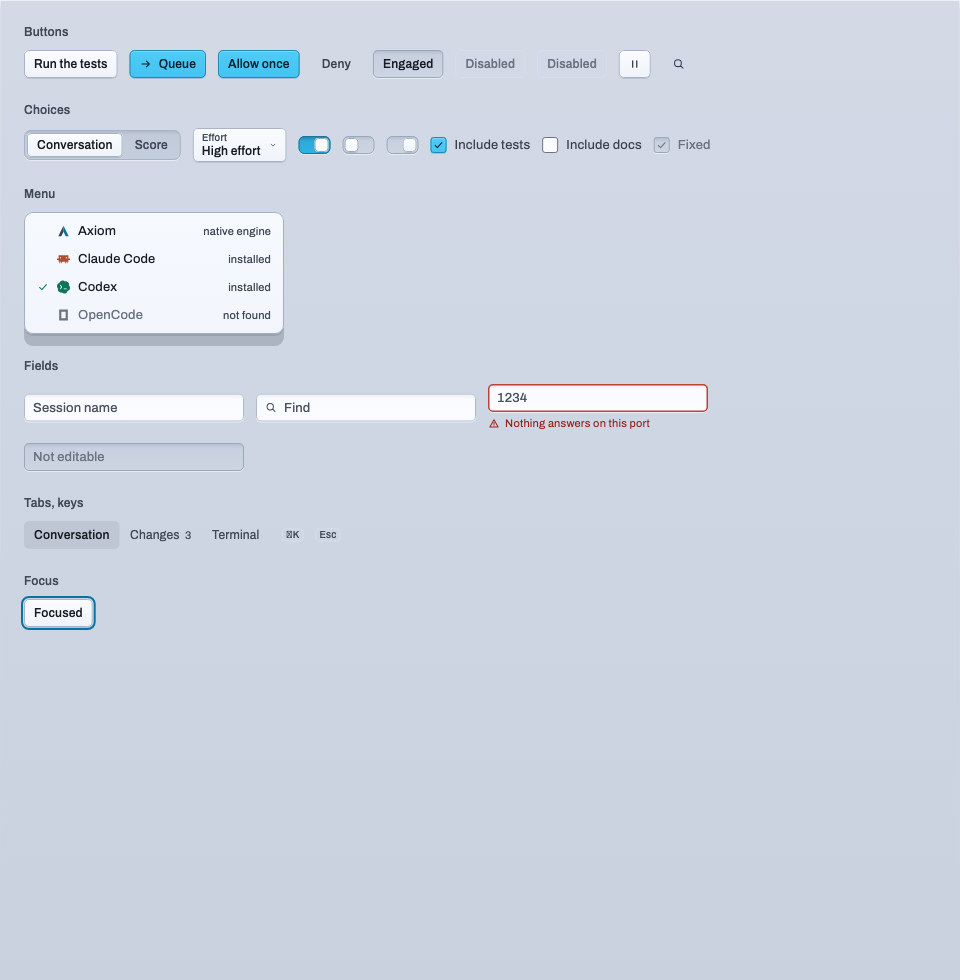 Buttons
Run the tests
Queue
Allow once
Deny
Engaged
Disabled
Disabled
Choices
Conversation
Score
Effort
High effort
Include tests
Include docs
Fixed
Menu
Axiom native engine
Claude Code installed
Codex installed
OpenCode not found
Fields
Session name
Find
1234
Nothing answers on this port
Not editable
Tabs, keys
Conversation
Changes 3
Terminal
K
Esc
Focus
Focused